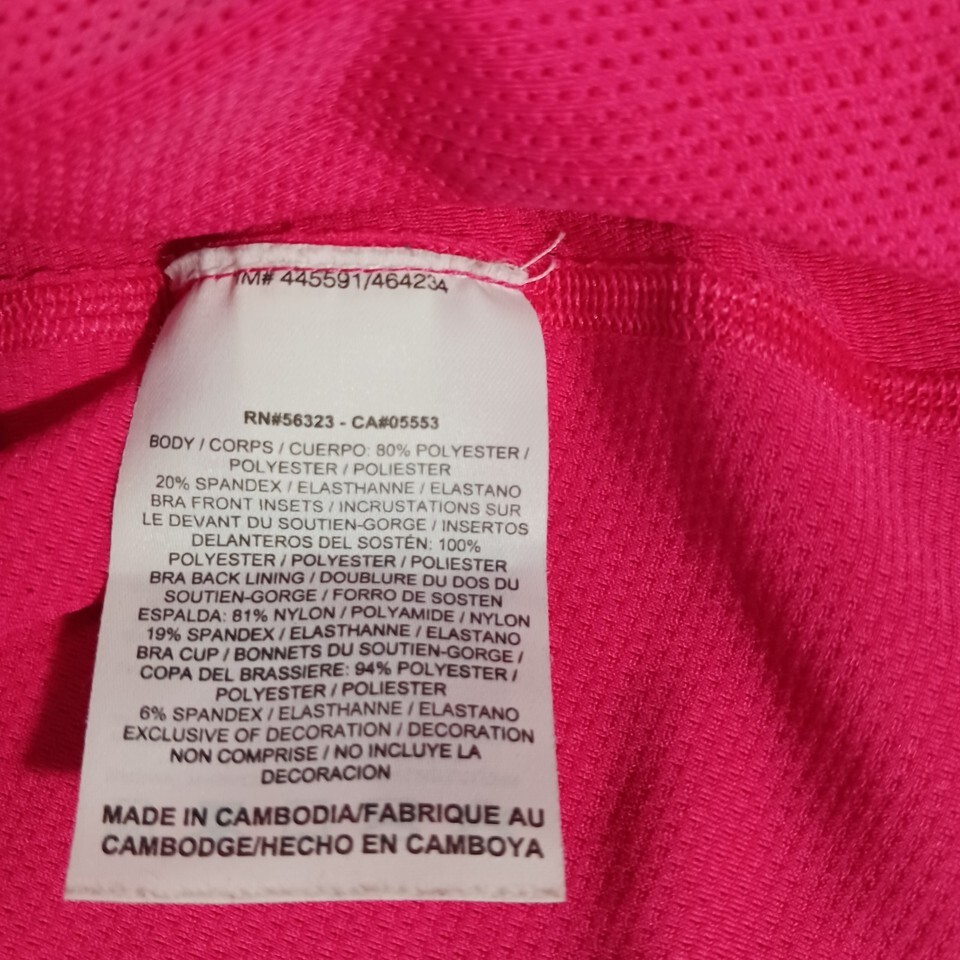 M# 445591/464234
RN#56323 - CA#05553
BODY / CORPS / CUERPO: 80% POLYESTER /
POLYESTER / POLIESTER
20% SPANDEX / ELASTHANNE / ELASTANO
BRA FRONT INSETS / INCRUSTATIONS SUR
LE DEVANT DU SOUTIEN-GORGE / INSERTOS
DELANTEROS DEL SOSTÉN: 100%
POLYESTER / POLYESTER / POLIESTER
BRA BACK LINING / DOUBLURE DU DOS DU
SOUTIEN-GORGE / FORRO DE SOSTEN
ESPALDA: 81% NYLON / POLYAMIDE / NYLON
19% SPANDEX / ELASTHANNE / ELASTANO
BRA CUP / BONNETS DU SOUTIEN-GORGE /
COPA DEL BRASSIERE: 94% POLYESTER /
POLYESTER / POLIESTER
6% SPANDEX / ELASTHANNE / ELASTANO
EXCLUSIVE OF DECORATION / DECORATION
NON COMPRISE / NO INCLUYE LA
DECORACION
MADE IN CAMBODIA/FABRIQUE AU
CAMBODGE/HECHO EN CAMBOYA